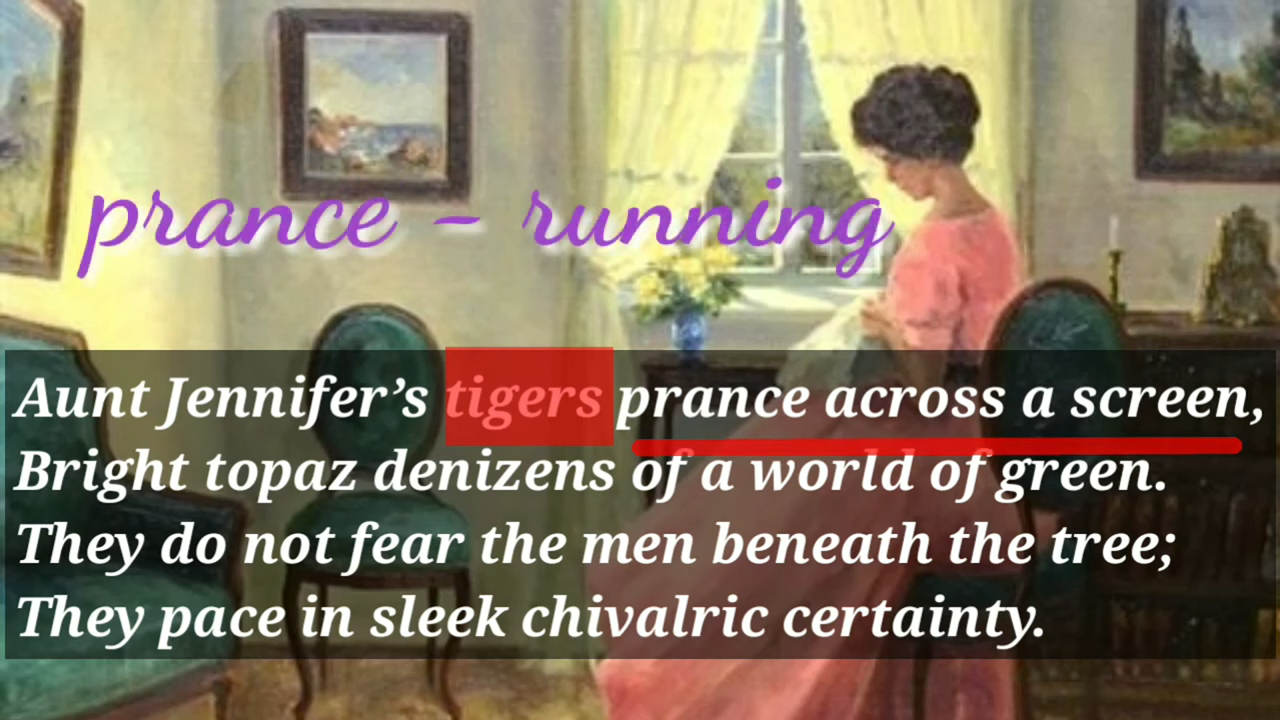 prance - running
Aunt Jennifer’s tigers prance across a screen,
Bright topaz denizens of a world of green.
They do not fear the men beneath the tree;
They pace in sleek chivalric certainty.